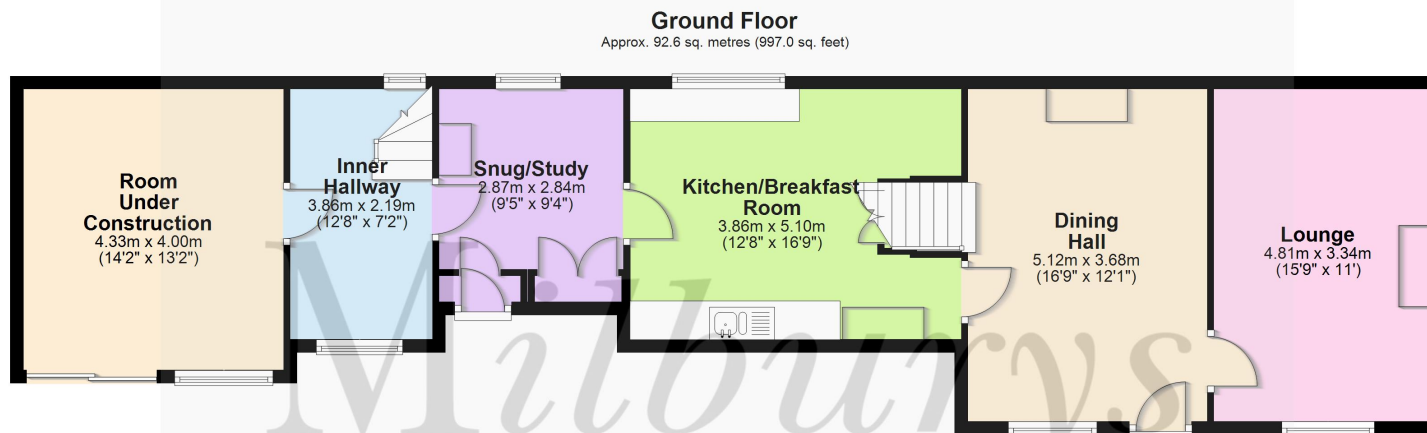 Ground Floor
Approx. 92.6 sq. metres (997.0 sq. feet)
Room
Under
Construction
4.33m x 4.00m
(14'2" x 13'2")
Inner
Hallway
3.86m x 2.19m
(12'8" x 7'2")
Snug/Study
2.87m x 2.84m
(9'5" x 9'4")
Kitchen/Breakfast
Room
3.86m x 5.10m
(12'8" x 16'9")
Dining
Hall
5.12m x 3.68m
(16'9" x 12'1")
Lounge
4.81m x 3.34m
(15'9" x 11')
Milburys